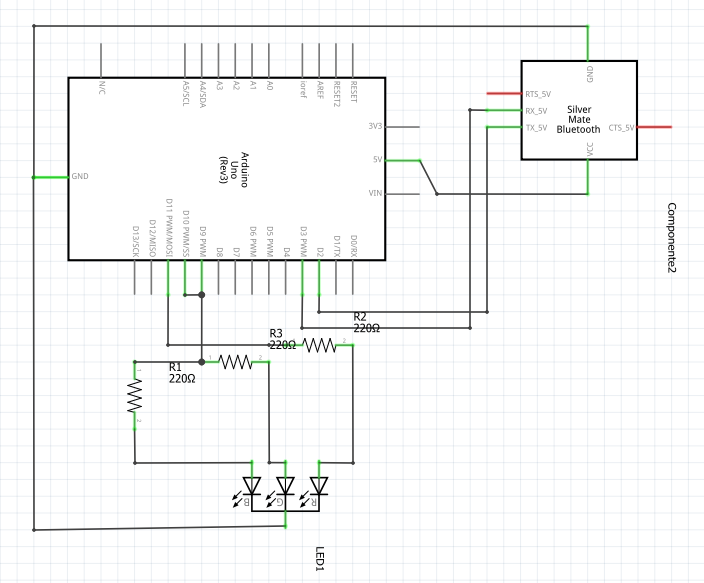 N/C
A5/SCL
A4/SDA
A3
A2
A1
A0
ioref
AREF
RESET2
RESET
GND
RTS_5V
RX_5V
TX_5V
Silver
Mate
Bluetooth
CTS_5V
VCC
3V3
5V
VIN
GND
Arduino
Uno
(Rev3)
D13/SCK
D12/MISO
D11 PWM/MOSI
D10 PWM/SS
D9 PWM
D8
D7
D6 PWM
D5 PWM
D4
D3 PWM
D2
D1/TX
D0/RX
Componente2
R2
220Ω
R3
220Ω
2
R1
220Ω
1
2
1
2
B
G
R
LED1